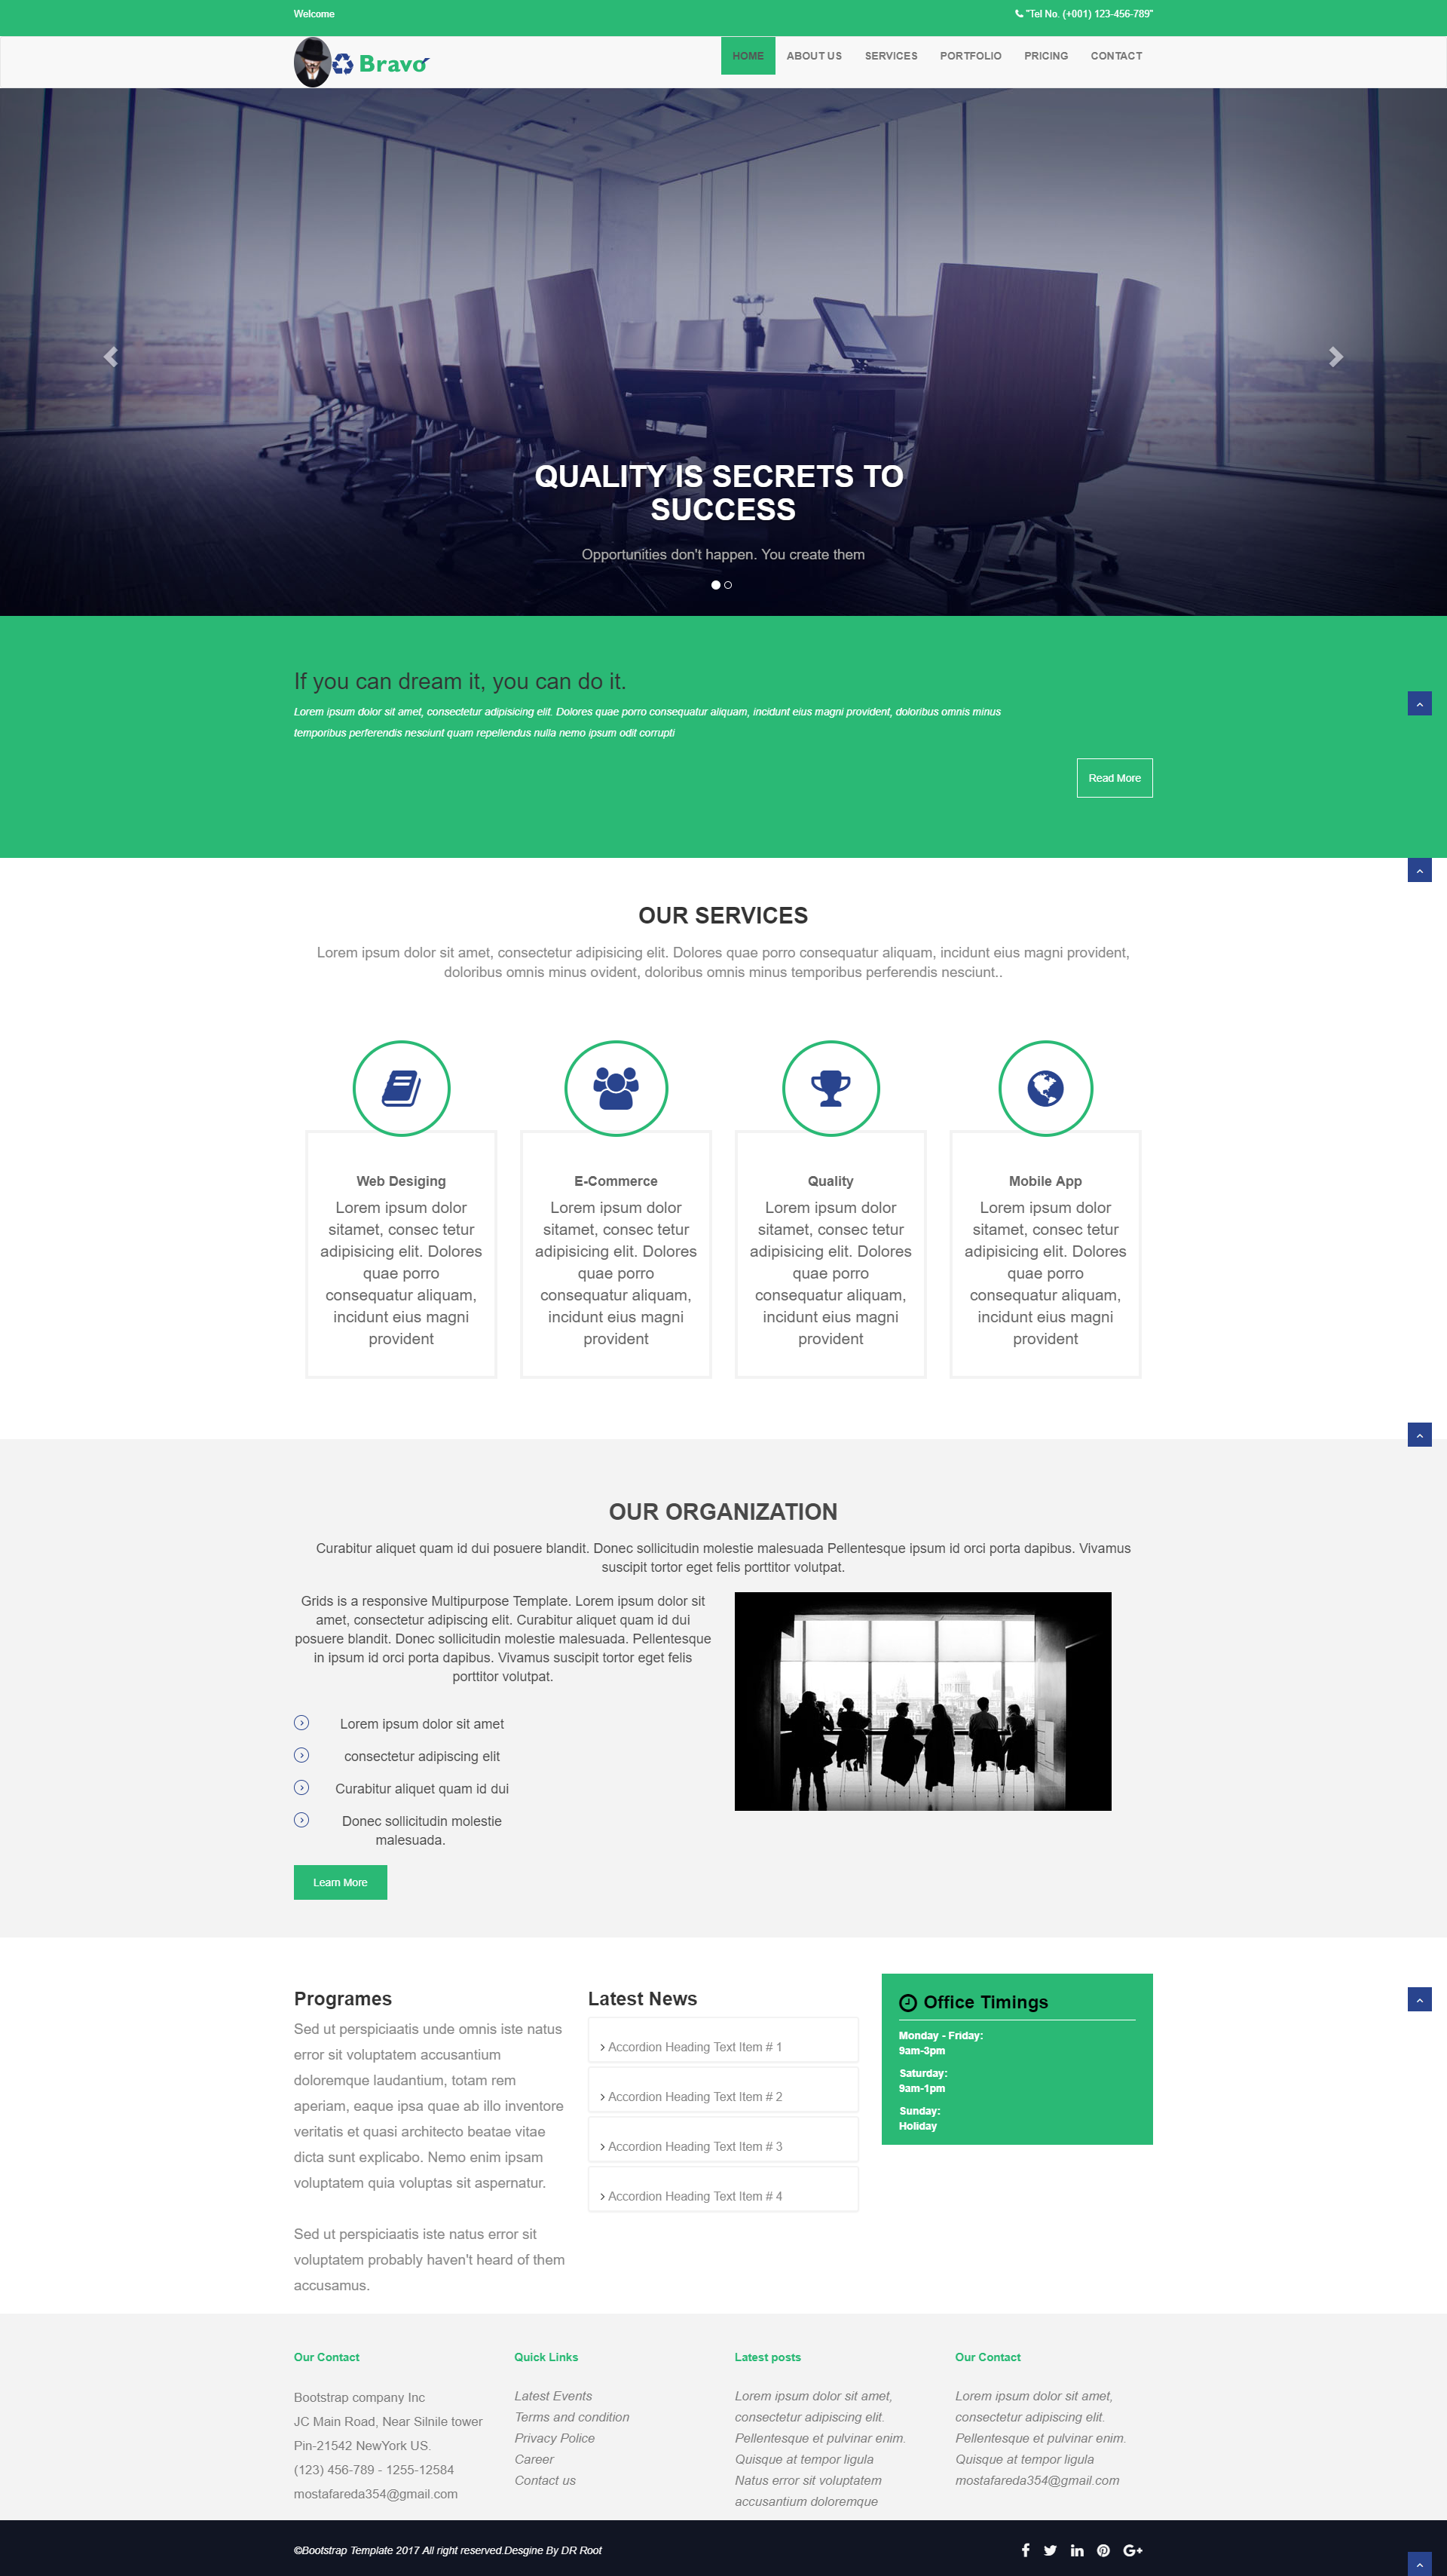 Welcome
"Tel No. (+001) 123-456-789"
Bravo
HOME ABOUT US SERVICES PORTFOLIO PRICING CONTACT
QUALITY IS SECRETS TO
SUCCESS
Opportunities don't happen. You create them
If you can dream it, you can do it.
Lorem ipsum dolor sit amet, consectetur adipisicing elit. Dolores quae porro consequatur aliquam, incidunt eius magni provident, doloribus omnis minus
temporibus perferendis nesciunt quam repellendus nulla nemo ipsum odit corrupti
Read More
OUR SERVICES
Lorem ipsum dolor sit amet, consectetur adipisicing elit. Dolores quae porro consequatur aliquam, incidunt eius magni provident,
doloribus omnis minus ovident, doloribus omnis minus temporibus perferendis nesciunt..
Web Desiging
Lorem ipsum dolor
sitamet, consec tetur
adipisicing elit. Dolores
quae porro
consequatur aliquam,
incidunt eius magni
provident
E-Commerce
Lorem ipsum dolor
sitamet, consec tetur
adipisicing elit. Dolores
quae porro
consequatur aliquam,
incidunt eius magni
provident
Quality
Lorem ipsum dolor
sitamet, consec tetur
adipisicing elit. Dolores
quae porro
consequatur aliquam,
incidunt eius magni
provident
Mobile App
Lorem ipsum dolor
sitamet, consec tetur
adipisicing elit. Dolores
quae porro
consequatur aliquam,
incidunt eius magni
provident
OUR ORGANIZATION
Curabitur aliquet quam id dui posuere blandit. Donec sollicitudin molestie malesuada Pellentesque ipsum id orci porta dapibus. Vivamus
suscipit tortor eget felis porttitor volutpat.
Grids is a responsive Multipurpose Template. Lorem ipsum dolor sit
amet, consectetur adipiscing elit. Curabitur aliquet quam id dui
posuere blandit. Donec sollicitudin molestie malesuada. Pellentesque
in ipsum id orci porta dapibus. Vivamus suscipit tortor eget felis
porttitor volutpat.
Lorem ipsum dolor sit amet
consectetur adipiscing elit
Curabitur aliquet quam id dui
Donec sollicitudin molestie
malesuada.
Learn More
Programes
Sed ut perspiciaatis unde omnis iste natus
error sit voluptatem accusantium
doloremque laudantium, totam rem
aperiam, eaque ipsa quae ab illo inventore
veritatis et quasi architecto beatae vitae
dicta sunt explicabo. Nemo enim ipsam
voluptatem quia voluptas sit aspernatur.
Sed ut perspiciaatis iste natus error sit
voluptatem probably haven't heard of them
accusamus.
Latest News
Accordion Heading Text Item # 1
Accordion Heading Text Item # 2
Accordion Heading Text Item # 3
Accordion Heading Text Item # 4
Office Timings
Monday - Friday:
9am-3pm
Saturday:
9am-1pm
Sunday:
Holiday
Our Contact
Bootstrap company Inc
JC Main Road, Near Silnile tower
Pin-21542 NewYork US.
(123) 456-789 - 1255-12584
mostafareda354@gmail.com
Quick Links
Latest Events
Terms and condition
Privacy Police
Career
Contact us
Latest posts
Lorem ipsum dolor sit amet,
consectetur adipiscing elit.
Pellentesque et pulvinar enim.
Quisque at tempor ligula
Natus error sit voluptatem
accusantium doloremque
Our Contact
Lorem ipsum dolor sit amet,
consectetur adipiscing elit.
Pellentesque et pulvinar enim.
Quisque at tempor ligula
mostafareda354@gmail.com
©Bootstrap Template 2017 All right reserved.Desgine By DR Root